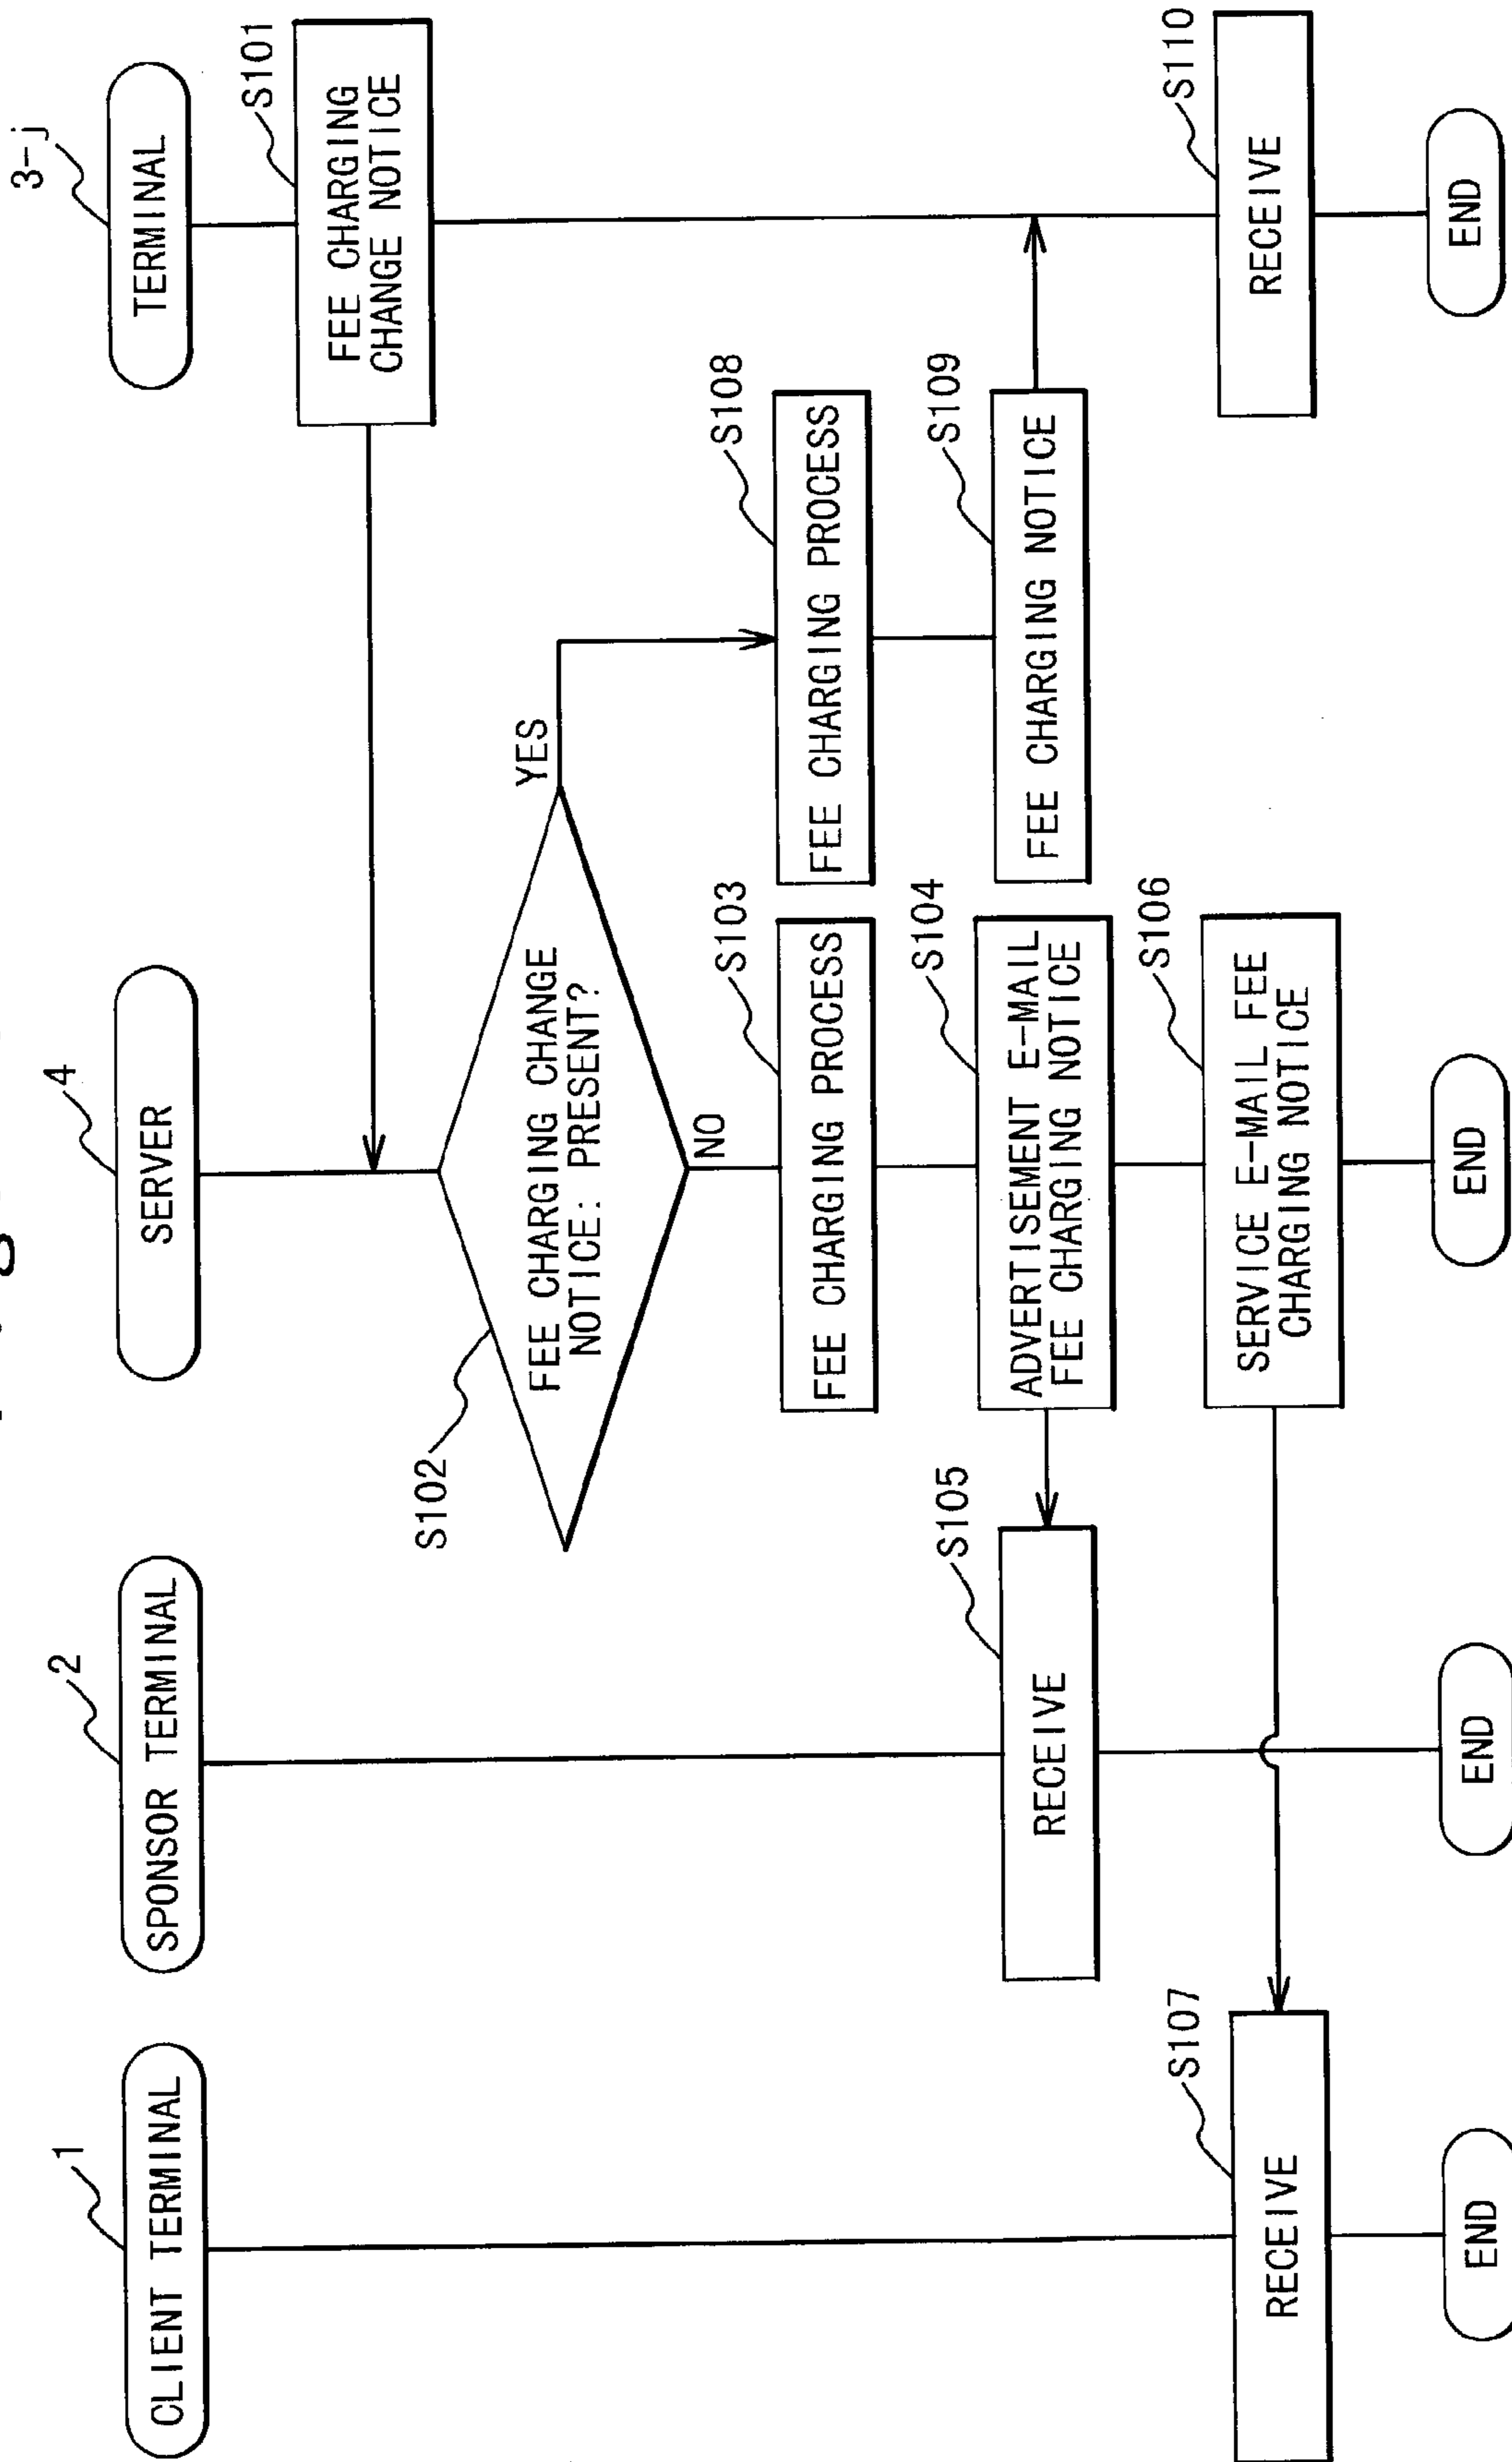 1
CLIENT TERMINAL
2
SPONSOR TERMINAL
4
SERVER
3-j
TERMINAL
S101
FEE CHARGING
CHANGE NOTICE
S102
FEE CHARGING CHANGE
NOTICE: PRESENT?
YES
NO
S103
FEE CHARGING PROCESS
S108
FEE CHARGING PROCESS
S104
ADVERTISEMENT E-MAIL
FEE CHARGING NOTICE
S109
FEE CHARGING NOTICE
S105
RECEIVE
S106
SERVICE E-MAIL FEE
CHARGING NOTICE
S107
RECEIVE
S110
RECEIVE
END
END
END
END